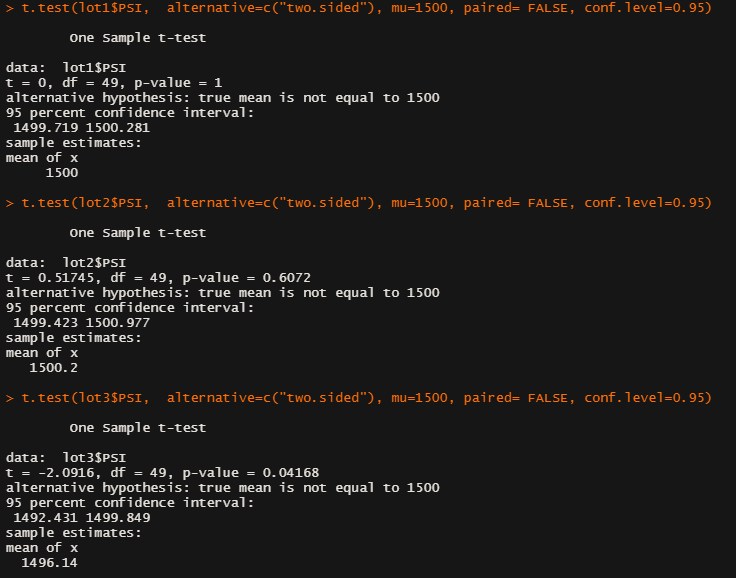 > t.test(lot1$PSI,  alternative=c("two.sided"), mu=1500, paired= FALSE, conf.level=0.95)
One Sample t-test
data:  lot1$PSI
t = 0, df = 49, p-value = 1
alternative hypothesis: true mean is not equal to 1500
95 percent confidence interval:
1499.719 1500.281
sample estimates:
mean of x
1500
> t.test(lot2$PSI,  alternative=c("two.sided"), mu=1500, paired= FALSE, conf.level=0.95)
One Sample t-test
data:  lot2$PSI
t = 0.51745, df = 49, p-value = 0.6072
alternative hypothesis: true mean is not equal to 1500
95 percent confidence interval:
1499.423 1500.977
sample estimates:
mean of x
1500.2
> t.test(lot3$PSI,  alternative=c("two.sided"), mu=1500, paired= FALSE, conf.level=0.95)
One Sample t-test
data:  lot3$PSI
t = -2.0916, df = 49, p-value = 0.04168
alternative hypothesis: true mean is not equal to 1500
95 percent confidence interval:
1492.431 1499.849
sample estimates:
mean of x
1496.14